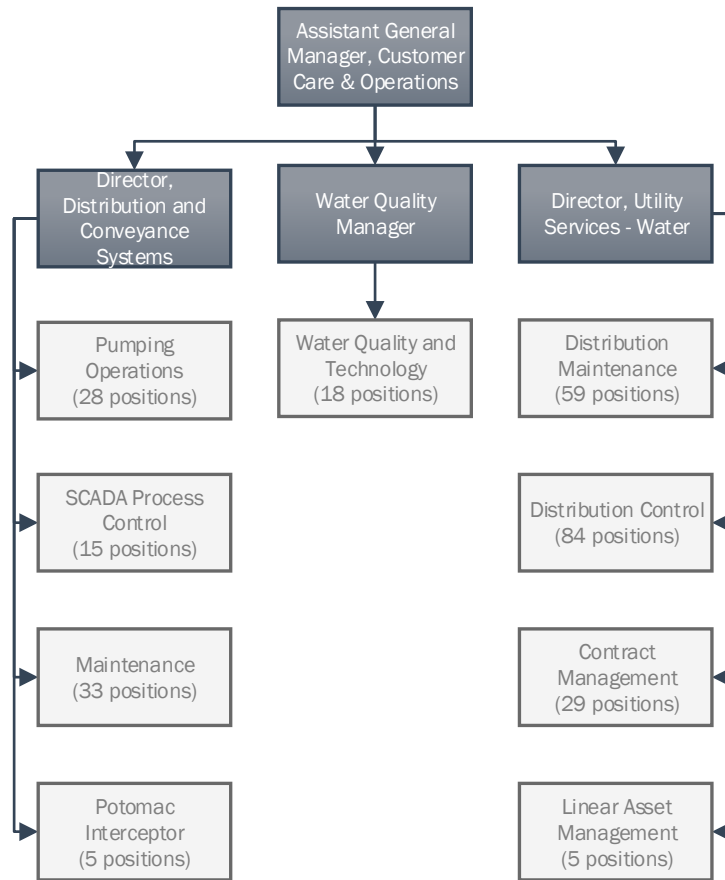 Assistant General
Manager, Customer
Care & Operations
Director,
Distribution and
Conveyance
Systems
Water Quality
Manager
Director, Utility
Services - Water
Pumping
Operations
(28 positions)
Water Quality and
Technology
(18 positions)
Distribution
Maintenance
(59 positions)
SCADA Process
Control
(15 positions)
Distribution Control
(84 positions)
Maintenance
(33 positions)
Contract
Management
(29 positions)
Potomac
Interceptor
(5 positions)
Linear Asset
Management
(5 positions)